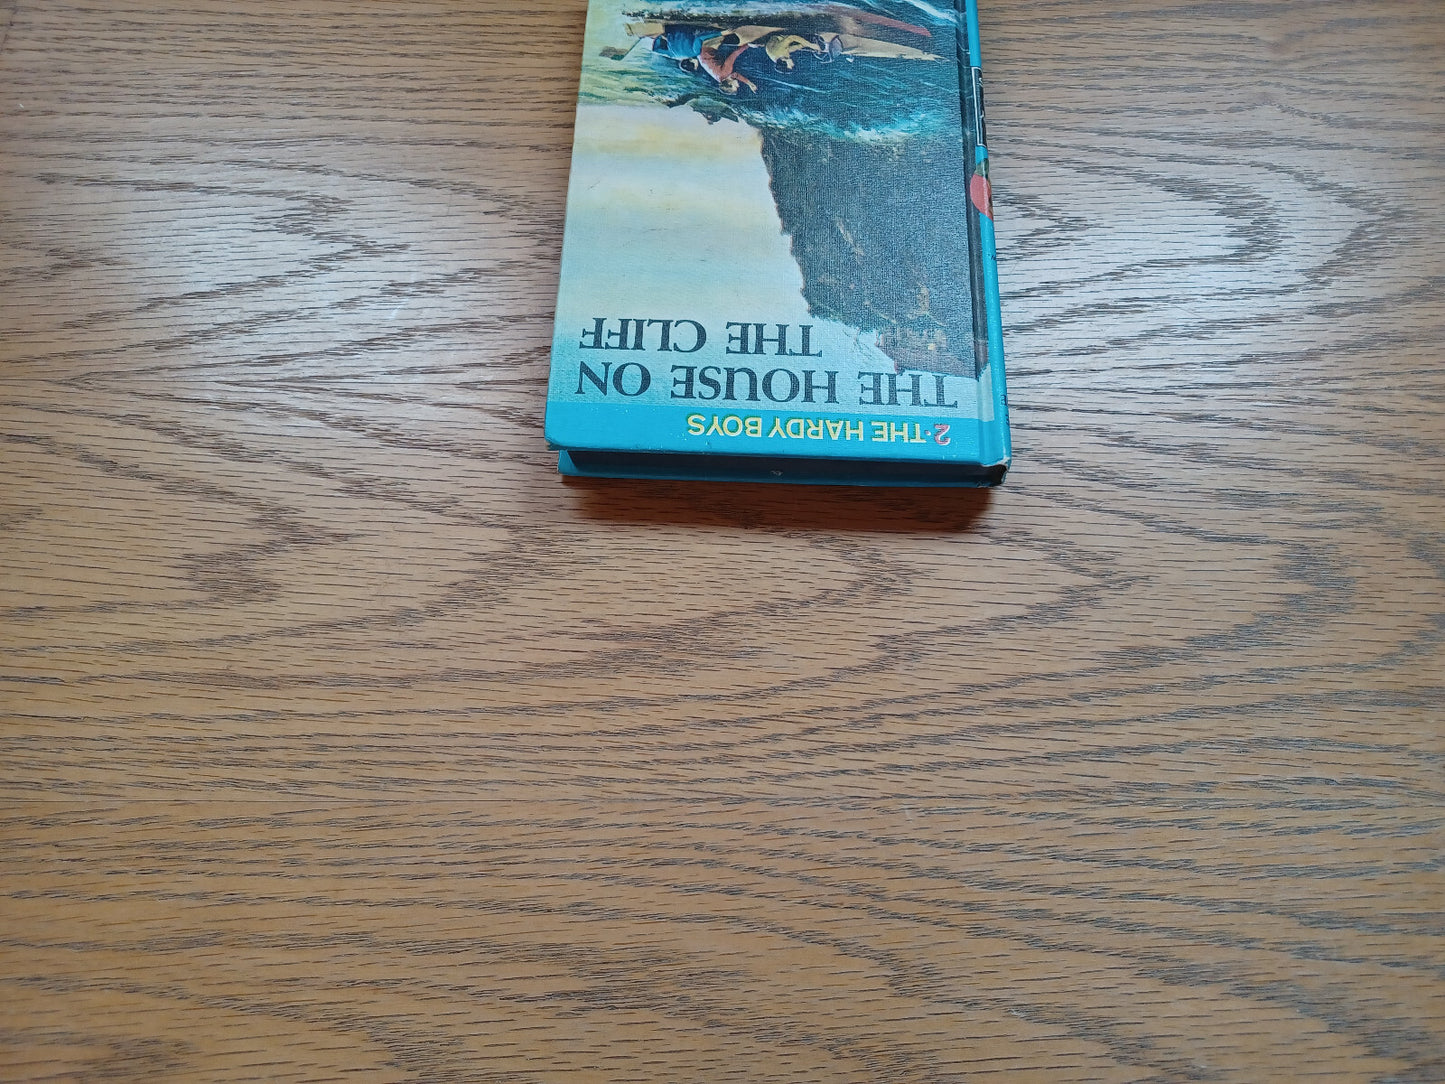 2·THE HARDY BOYS
THE HOUSE ON
THE CLIFF